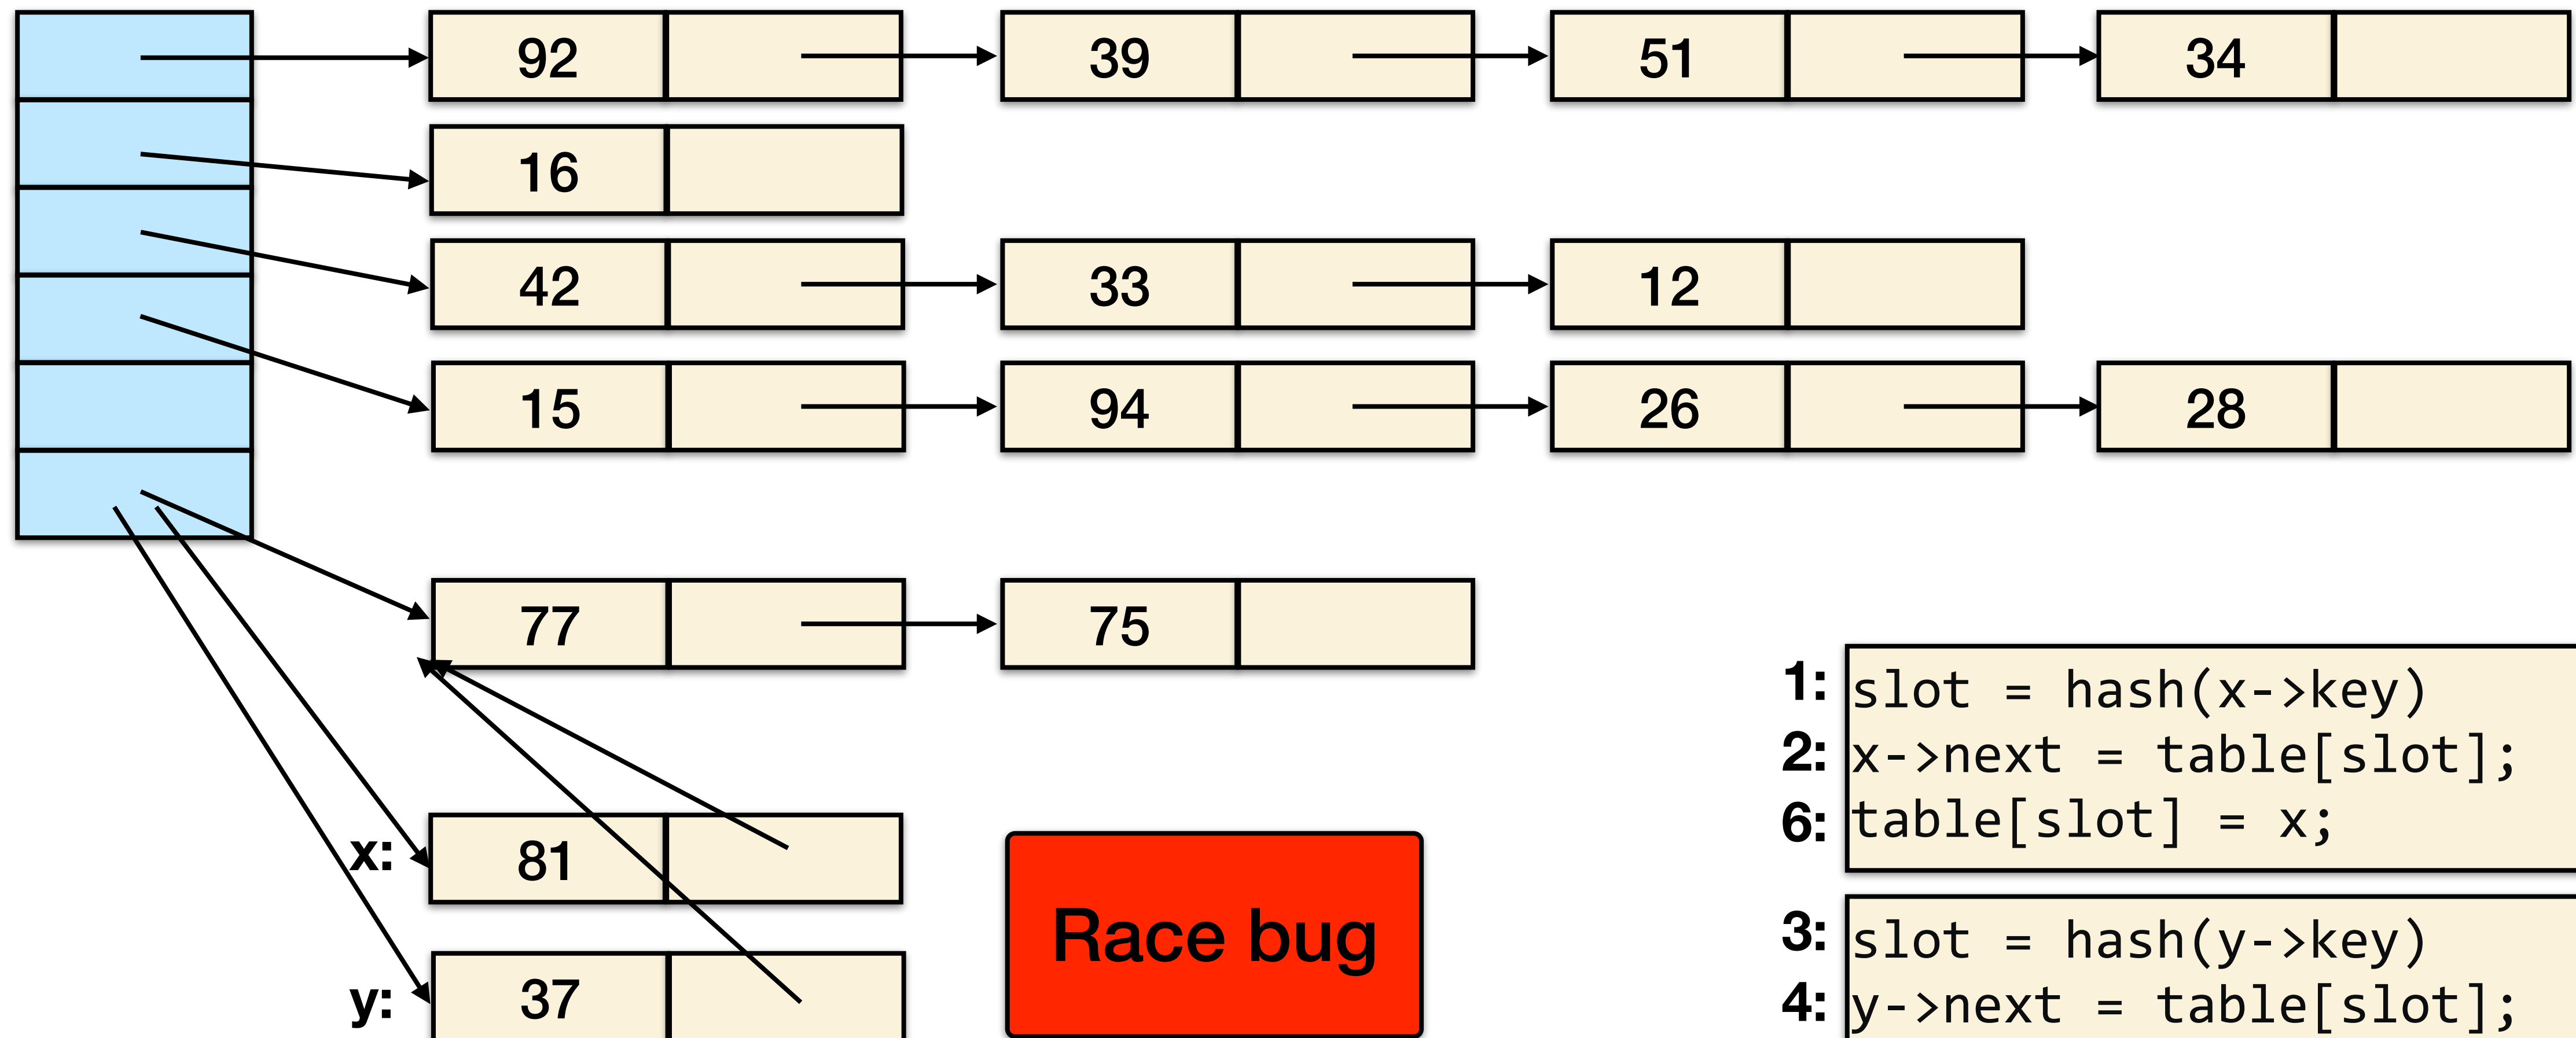 92 39 51 34
16
42 33 12
15 94 26 28
77 75
x: 81
y: 37
Race bug
1: slot = hash(x->key)
2: x->next = table[slot];
6: table[slot] = x;
3: slot = hash(y->key)
4: y->next = table[slot];